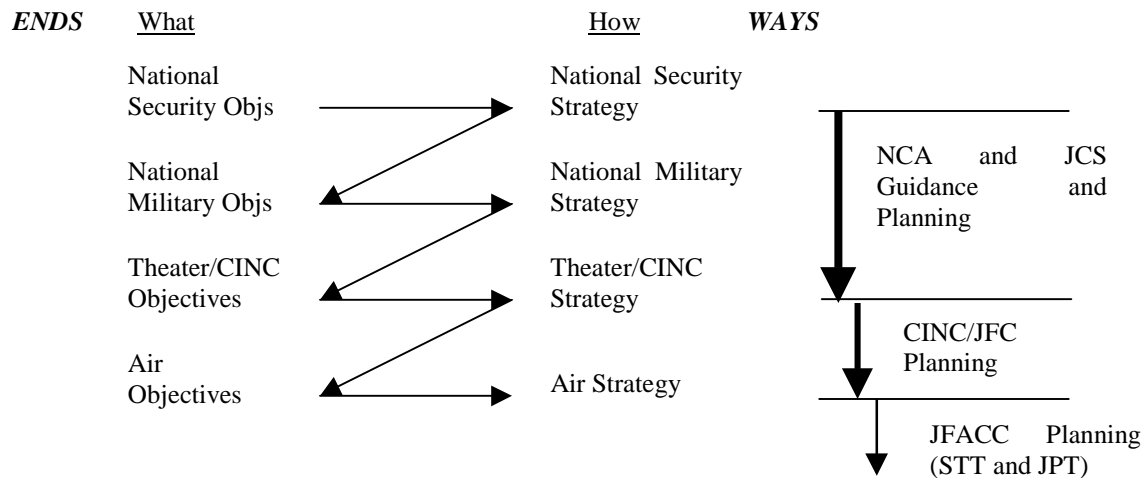 ENDS What How WAYS
National
Security Objs
National Security
Strategy
NCA and JCS
Guidance and
Planning
National
Military Objs
National Military
Strategy
Theater/CINC
Objectives
Theater/CINC
Strategy
CINC/JFC
Planning
Air
Objectives
Air Strategy
JFACC Planning
(STT and JPT)